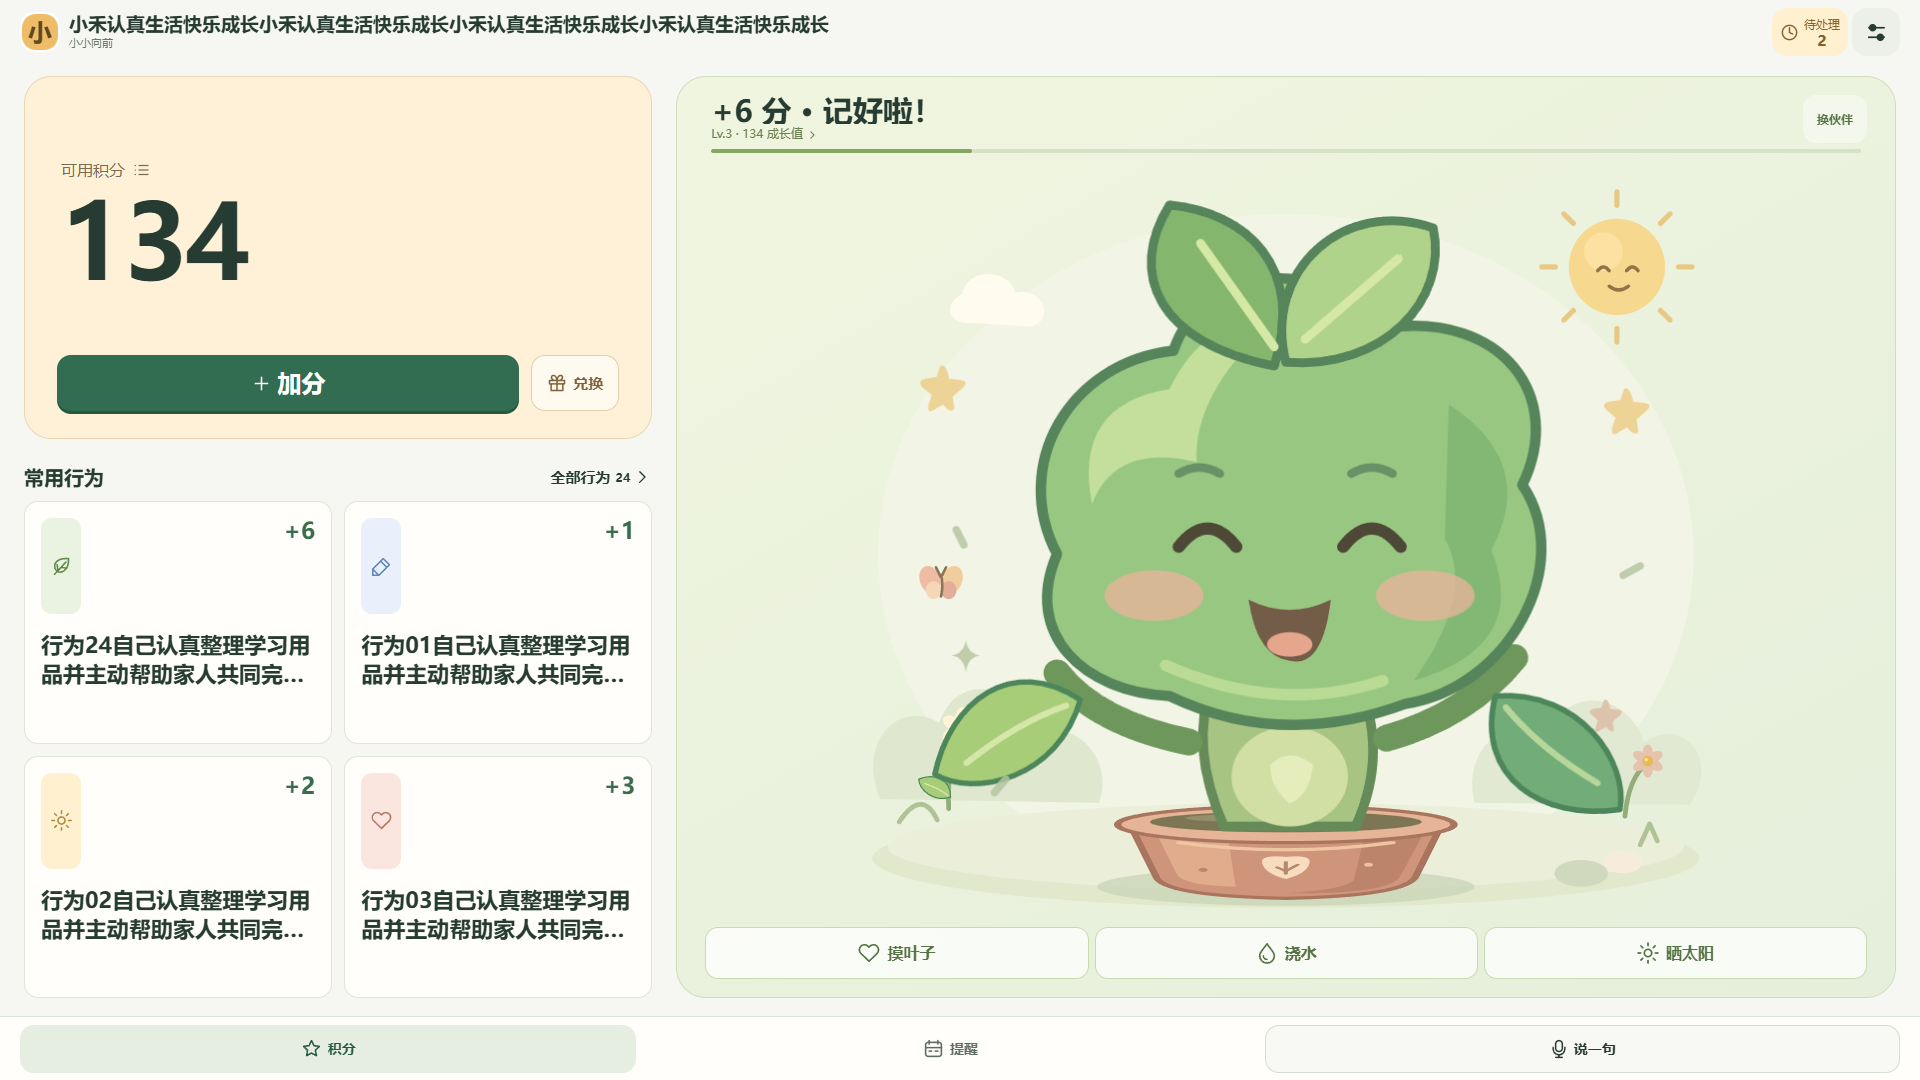 小
小禾认真生活快乐成长小禾认真生活快乐成长小禾认真生活快乐成长小禾认真生活快乐成长
小小向前
待处理
2
可用积分
134
+ 加分
兑换
常用行为
全部行为 24
+6
行为24自己认真整理学习用
品并主动帮助家人共同完...
+1
行为01自己认真整理学习用
品并主动帮助家人共同完...
+2
行为02自己认真整理学习用
品并主动帮助家人共同完...
+3
行为03自己认真整理学习用
品并主动帮助家人共同完...
+6 分 • 记好啦!
Lv.3 · 134 成长值 ›
换伙伴
摸叶子
浇水
晒太阳
积分
提醒
说一句